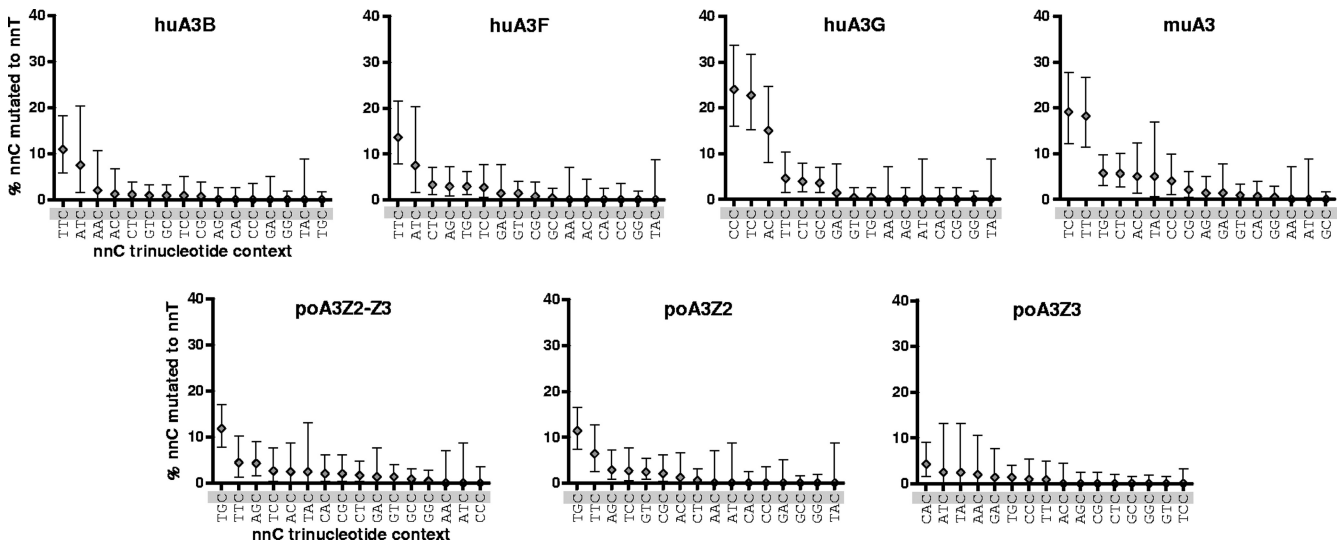 huA3B
% nnC mutated to nnT
40
30
20
10
0
TTC ATC AAC ACC CTC GTC GCC TCC CGC AGC CAC CCC GAC GGC TAC TGC
nnC trinucleotide context
huA3F
40
30
20
10
0
TTC ATC CTC AGC TGC TCC GAC GTC CGC GCC AAC ACC CAC CCC GGC TAC
huA3G
40
30
20
10
0
CCC TCC ACC TTC CTC GCC GAC GTC TGC AAC AGC ATC CAC CGC GGC TAC
muA3
40
30
20
10
0
TCC TTC TGC CTC ACC TAC CCC CGC AGC GAC GTC CAC GGC AAC ATC GCC
poA3Z2-Z3
% nnC mutated to nnT
40
30
20
10
0
TGC TTC AGC TCC ACC TAC CAC CGC CTC GAC GTC GCC GGC AAC ATC CCC
nnC trinucleotide context
poA3Z2
40
30
20
10
0
TGC TTC AGC TCC GTC CGC ACC CTC AAC ATC CAC CCC GAC GCC GGC TAC
poA3Z3
40
30
20
10
0
CAC ATC TAC AAC GAC TGC CCC TTC ACC AGC CGC CTC GCC GGC GTC TCC